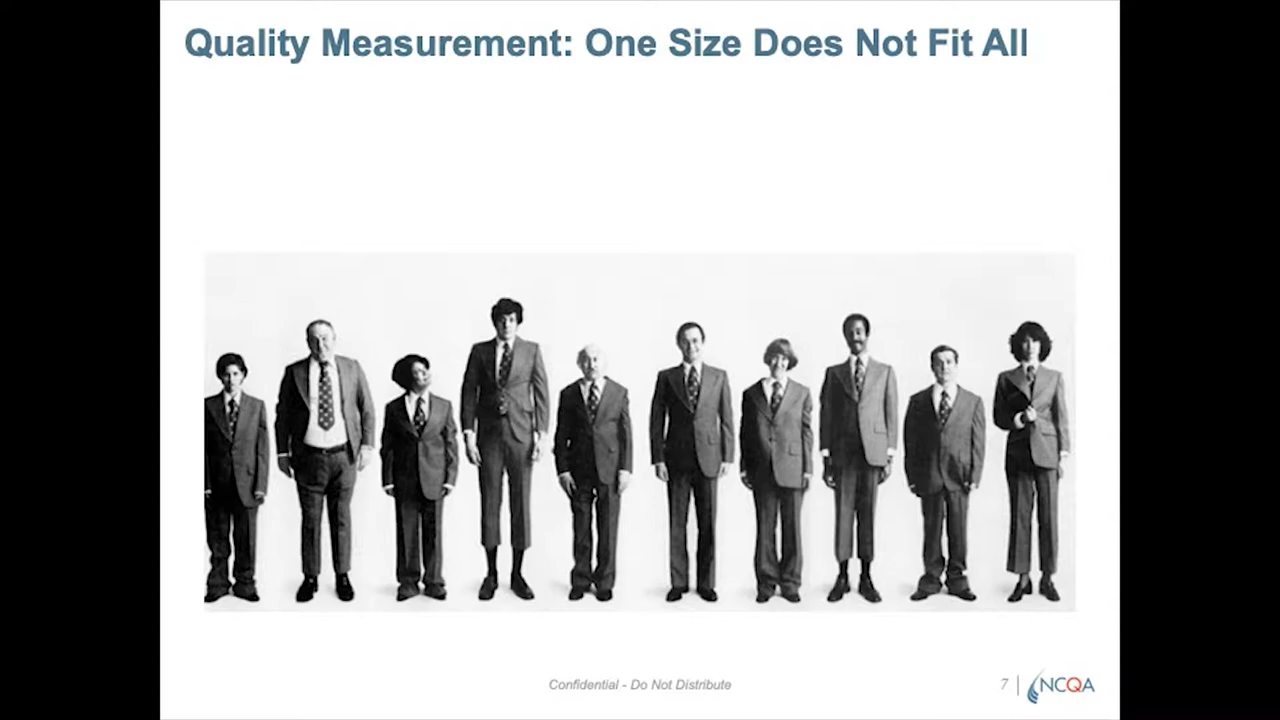 Quality Measurement: One Size Does Not Fit All
Confidential - Do Not Distribute
7
NCQA